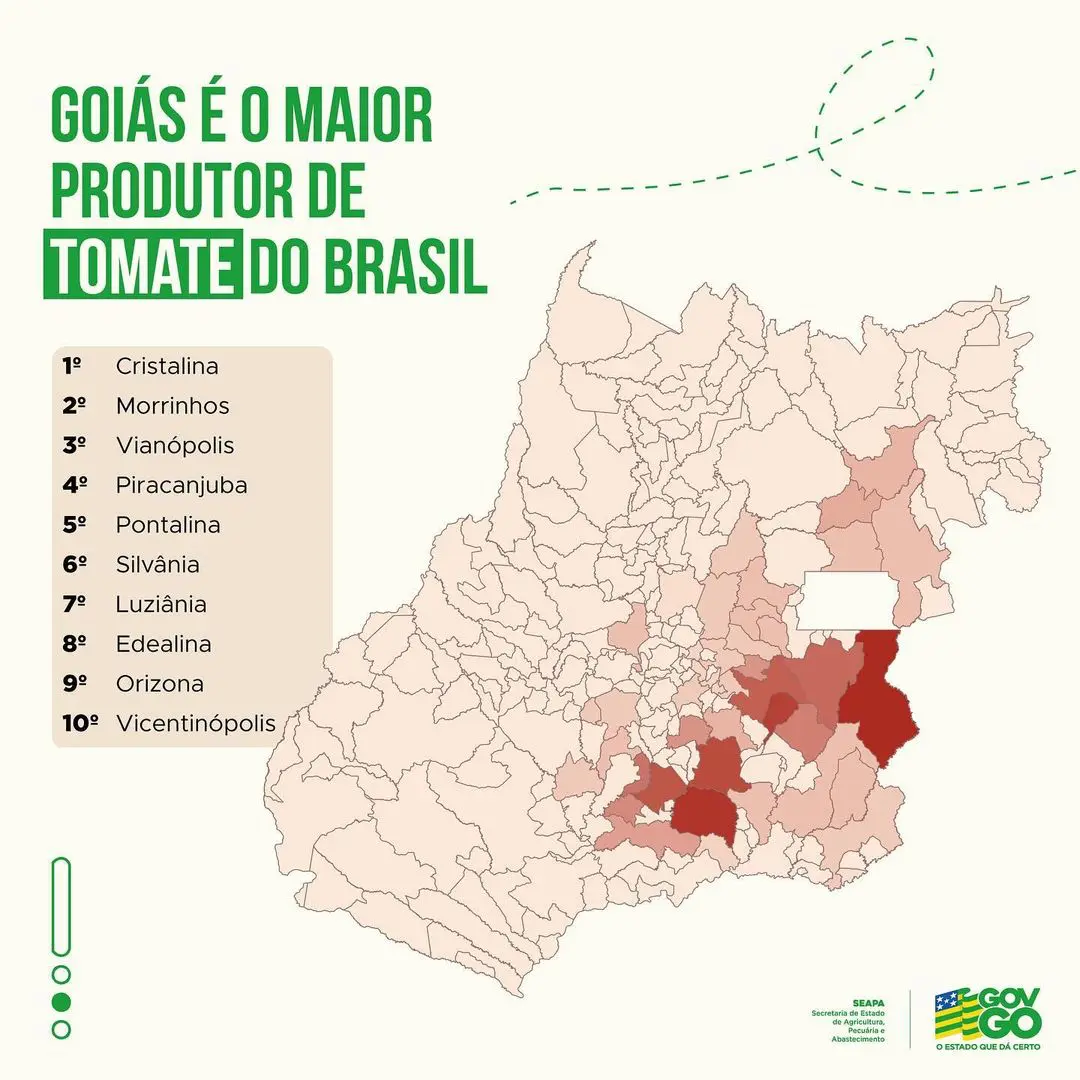 GOIÁS É O MAIOR
PRODUTOR DE
TOMATE DO BRASIL
1º Cristalina
2º Morrinhos
3º Vianópolis
4º Piracanjuba
5º Pontalina
6º Silvânia
7º Luziânia
8º Edealina
9º Orizona
10º Vicentinópolis
SEAPA
Secretaria de Estado
de Agricultura,
Pecuária e
Abastecimento
GOV
GO
O ESTADO QUE DÁ CERTO